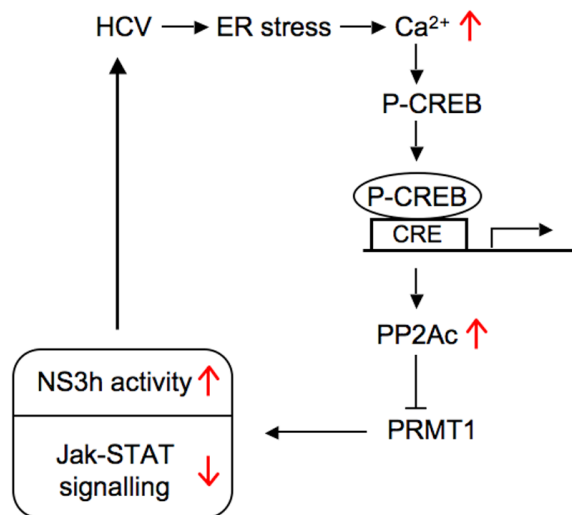 HCV ER stress Ca²⁺
P-CREB
P-CREB
CRE
PP2Ac
NS3h activity
PRMT1
Jak-STAT
signalling